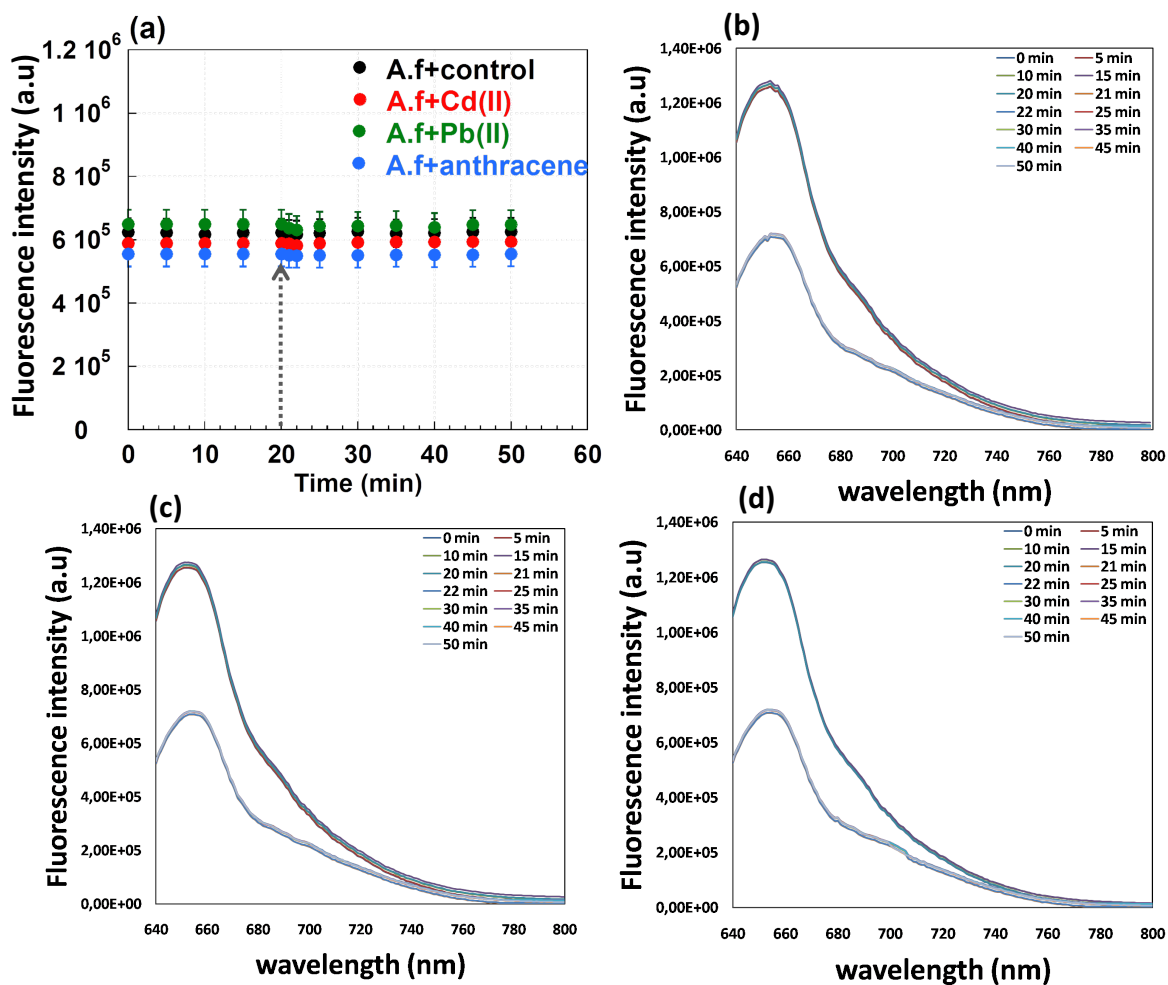 (a)
1.2 10⁶
1 10⁶
8 10⁵
6 10⁵
4 10⁵
2 10⁵
0
Fluorescence intensity (a.u)
A.f+control
A.f+Cd(II)
A.f+Pb(II)
A.f+anthracene
0 10 20 30 40 50 60
Time (min)
(b)
1,40E+06
1,20E+06
1,00E+06
8,00E+05
6,00E+05
4,00E+05
2,00E+05
0,00E+00
Fluorescence intensity (a.u)
0 min 5 min
10 min 15 min
20 min 21 min
22 min 25 min
30 min 35 min
40 min 45 min
50 min
640 660 680 700 720 740 760 780 800
wavelength (nm)
(c)
1,40E+06
1,20E+06
1,00E+06
8,00E+05
6,00E+05
4,00E+05
2,00E+05
0,00E+00
Fluorescence intensity (a.u)
0 min 5 min
10 min 15 min
20 min 21 min
22 min 25 min
30 min 35 min
40 min 45 min
50 min
640 660 680 700 720 740 760 780 800
wavelength (nm)
(d)
1,40E+06
1,20E+06
1,00E+06
8,00E+05
6,00E+05
4,00E+05
2,00E+05
0,00E+00
Fluorescence intensity (a.u)
0 min 5 min
10 min 15 min
20 min 21 min
22 min 25 min
30 min 35 min
40 min 45 min
50 min
640 660 680 700 720 740 760 780 800
wavelength (nm)